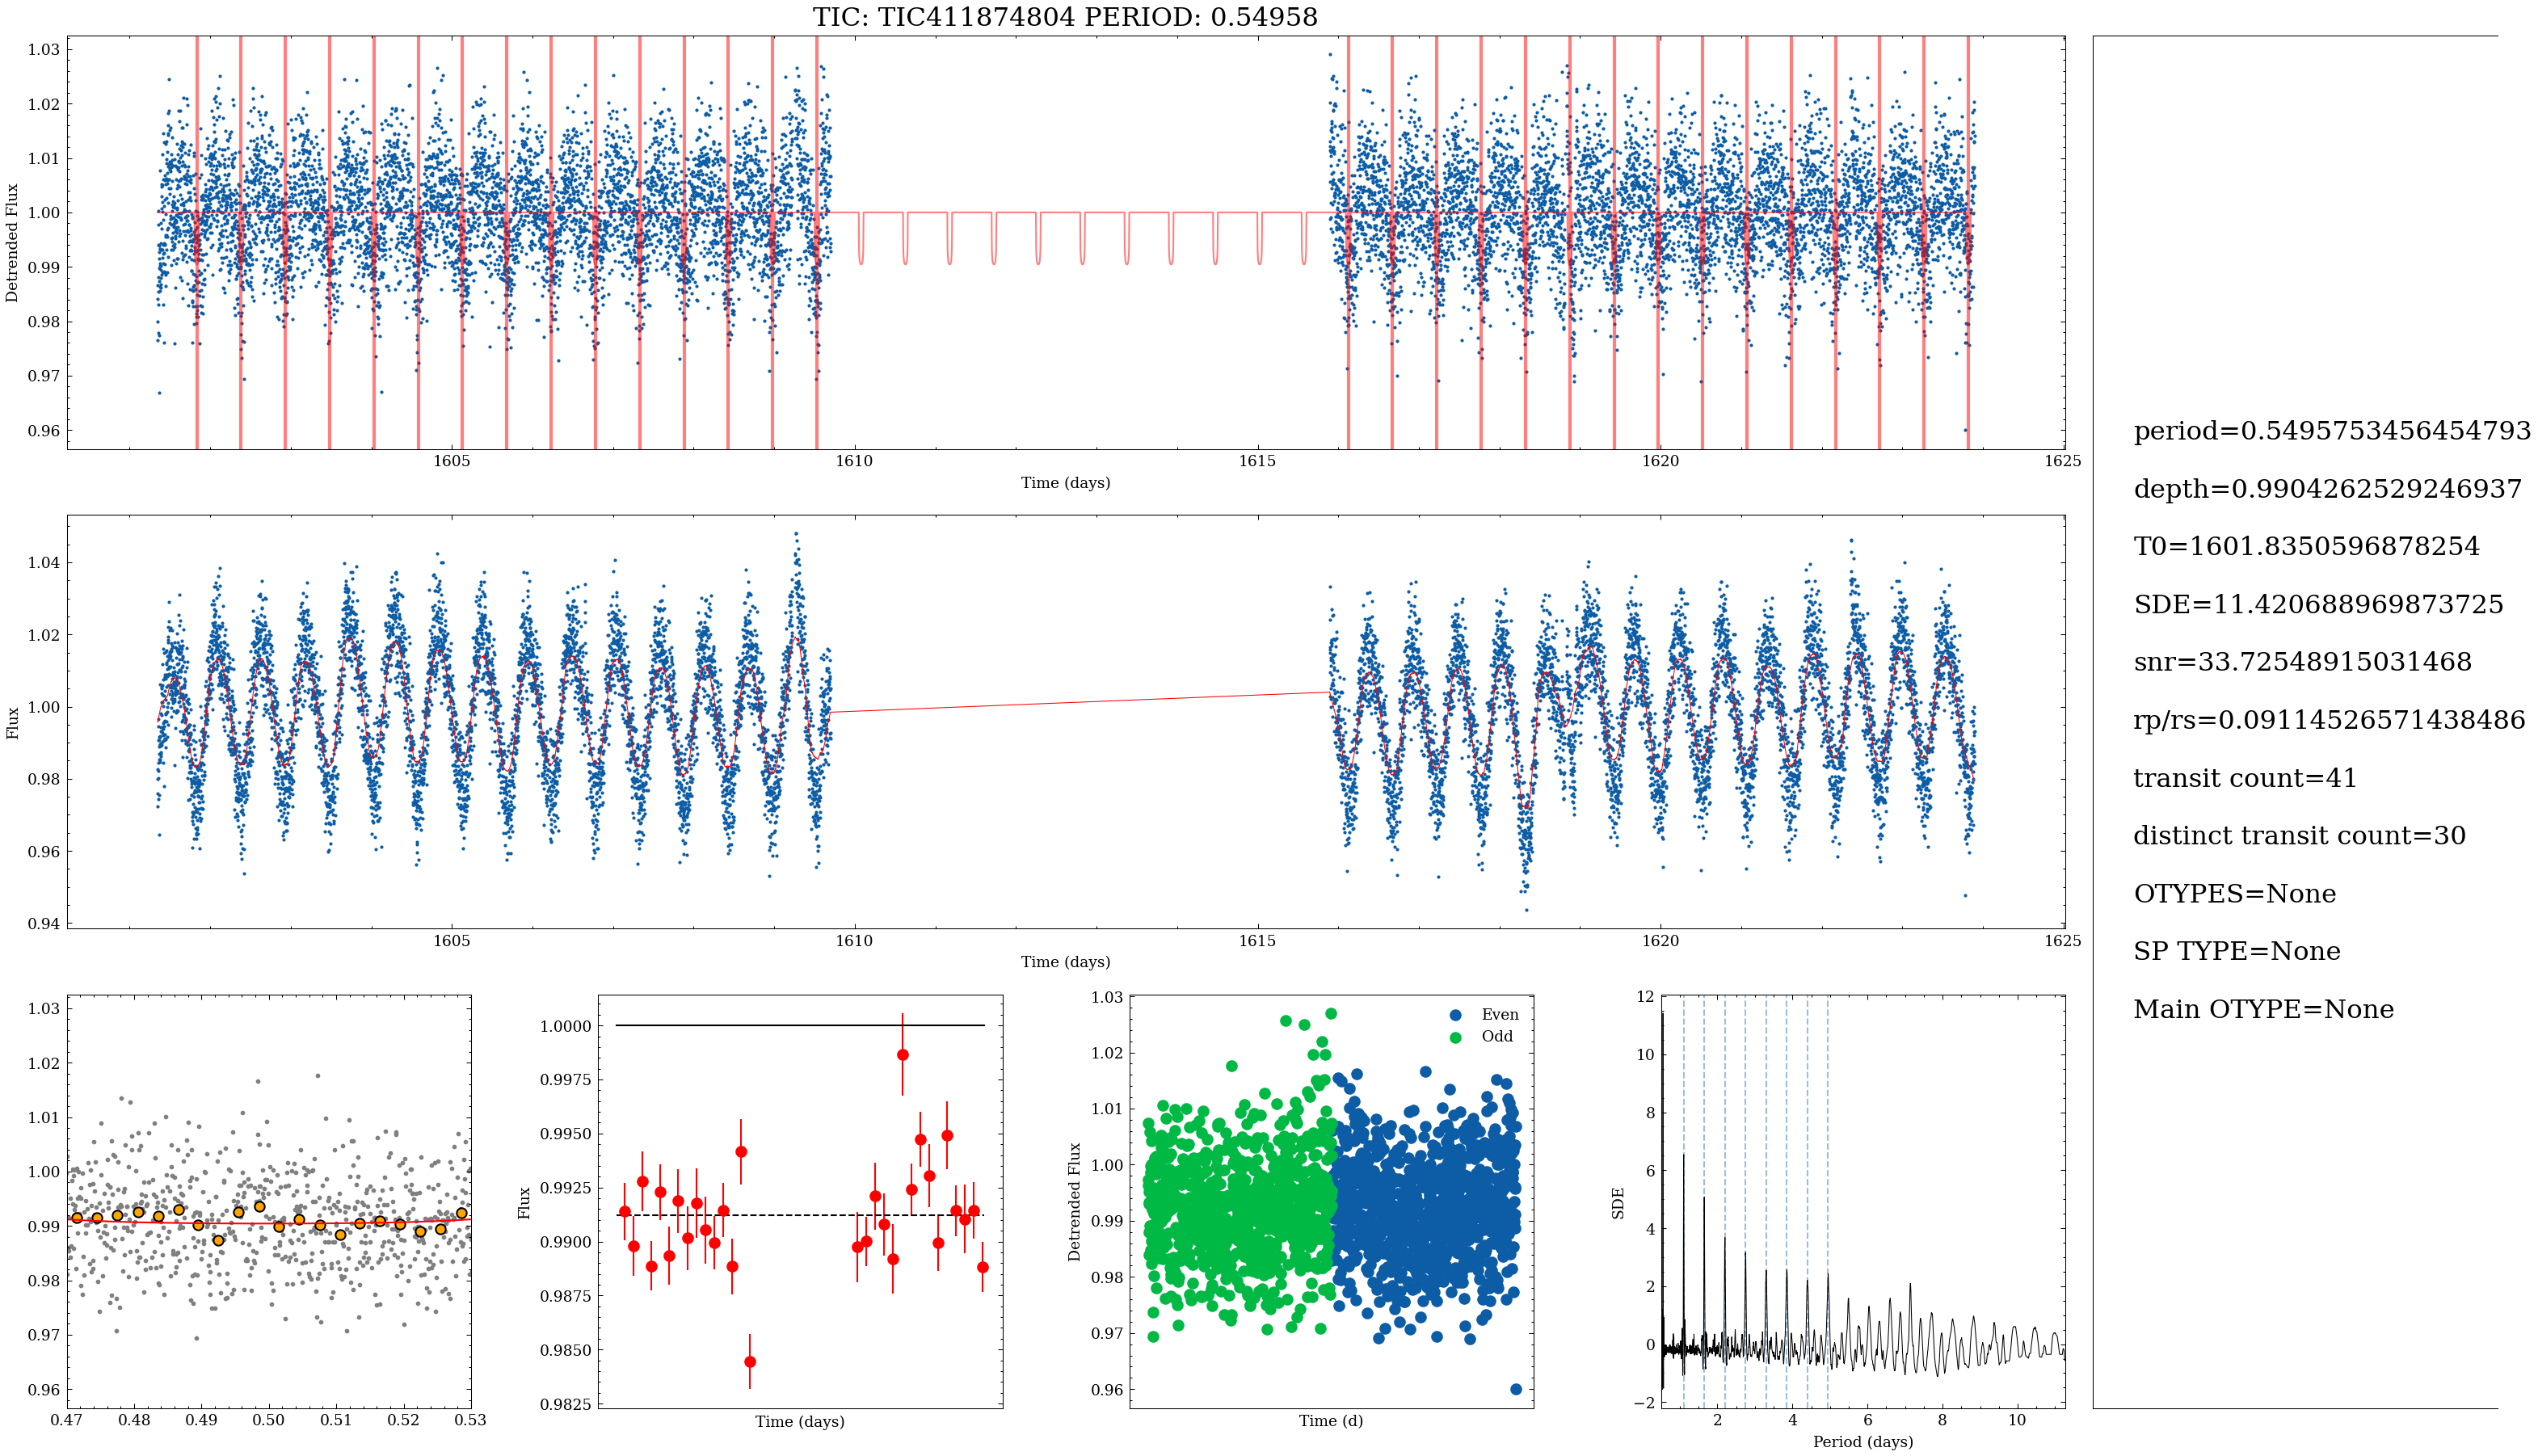 TIC: TIC411874804 PERIOD: 0.54958
1.03
1.02
1.01
1.00
0.99
0.98
0.97
0.96
Detrended Flux
1605
1610
1615
1620
1625
Time (days)
1.04
1.02
1.00
0.98
0.96
0.94
Flux
1605
1610
1615
1620
1625
Time (days)
1.03
1.02
1.01
1.00
0.99
0.98
0.97
0.96
0.47
0.48
0.49
0.50
0.51
0.52
0.53
1.0000
0.9975
0.9950
0.9925
0.9900
0.9875
0.9850
0.9825
Flux
Time (days)
1.03
1.02
1.01
1.00
0.99
0.98
0.97
0.96
Detrended Flux
Even
Odd
Time (d)
12
10
8
6
4
2
0
−2
SDE
2
4
6
8
10
Period (days)
period=0.5495753456454793
depth=0.9904262529246937
T0=1601.8350596878254
SDE=11.420688969873725
snr=33.72548915031468
rp/rs=0.09114526571438486
transit count=41
distinct transit count=30
OTYPES=None
SP TYPE=None
Main OTYPE=None